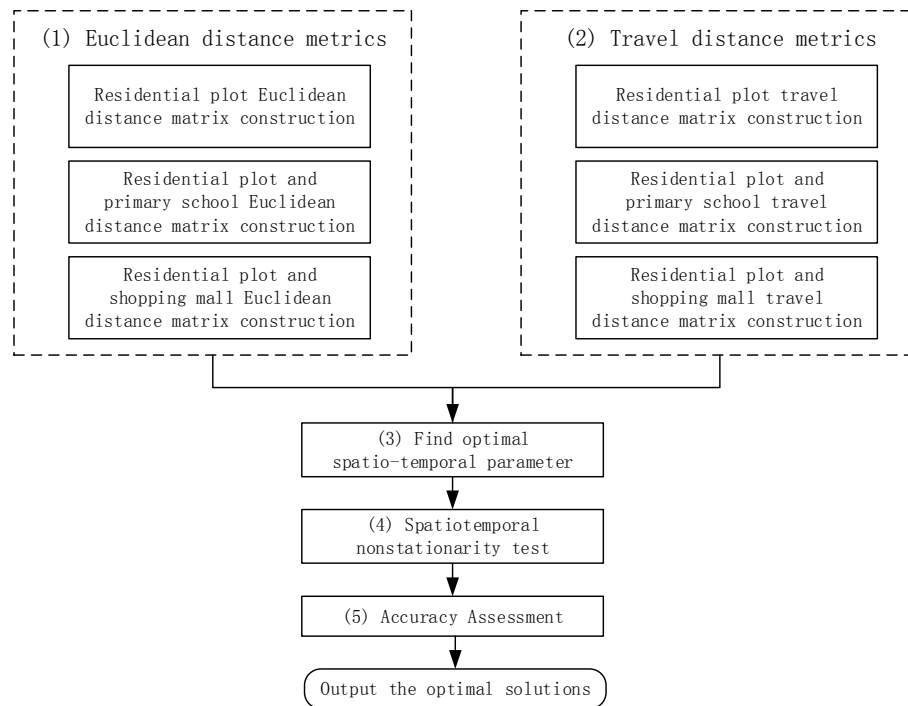 (1) Euclidean distance metrics
Residential plot Euclidean
distance matrix construction
Residential plot and
primary school Euclidean
distance matrix construction
Residential plot and
shopping mall Euclidean
distance matrix construction
(2) Travel distance metrics
Residential plot travel
distance matrix construction
Residential plot and
primary school travel
distance matrix construction
Residential plot and
shopping mall travel
distance matrix construction
(3) Find optimal
spatio-temporal parameter
(4) Spatiotemporal
nonstationarity test
(5) Accuracy Assessment
Output the optimal solutions